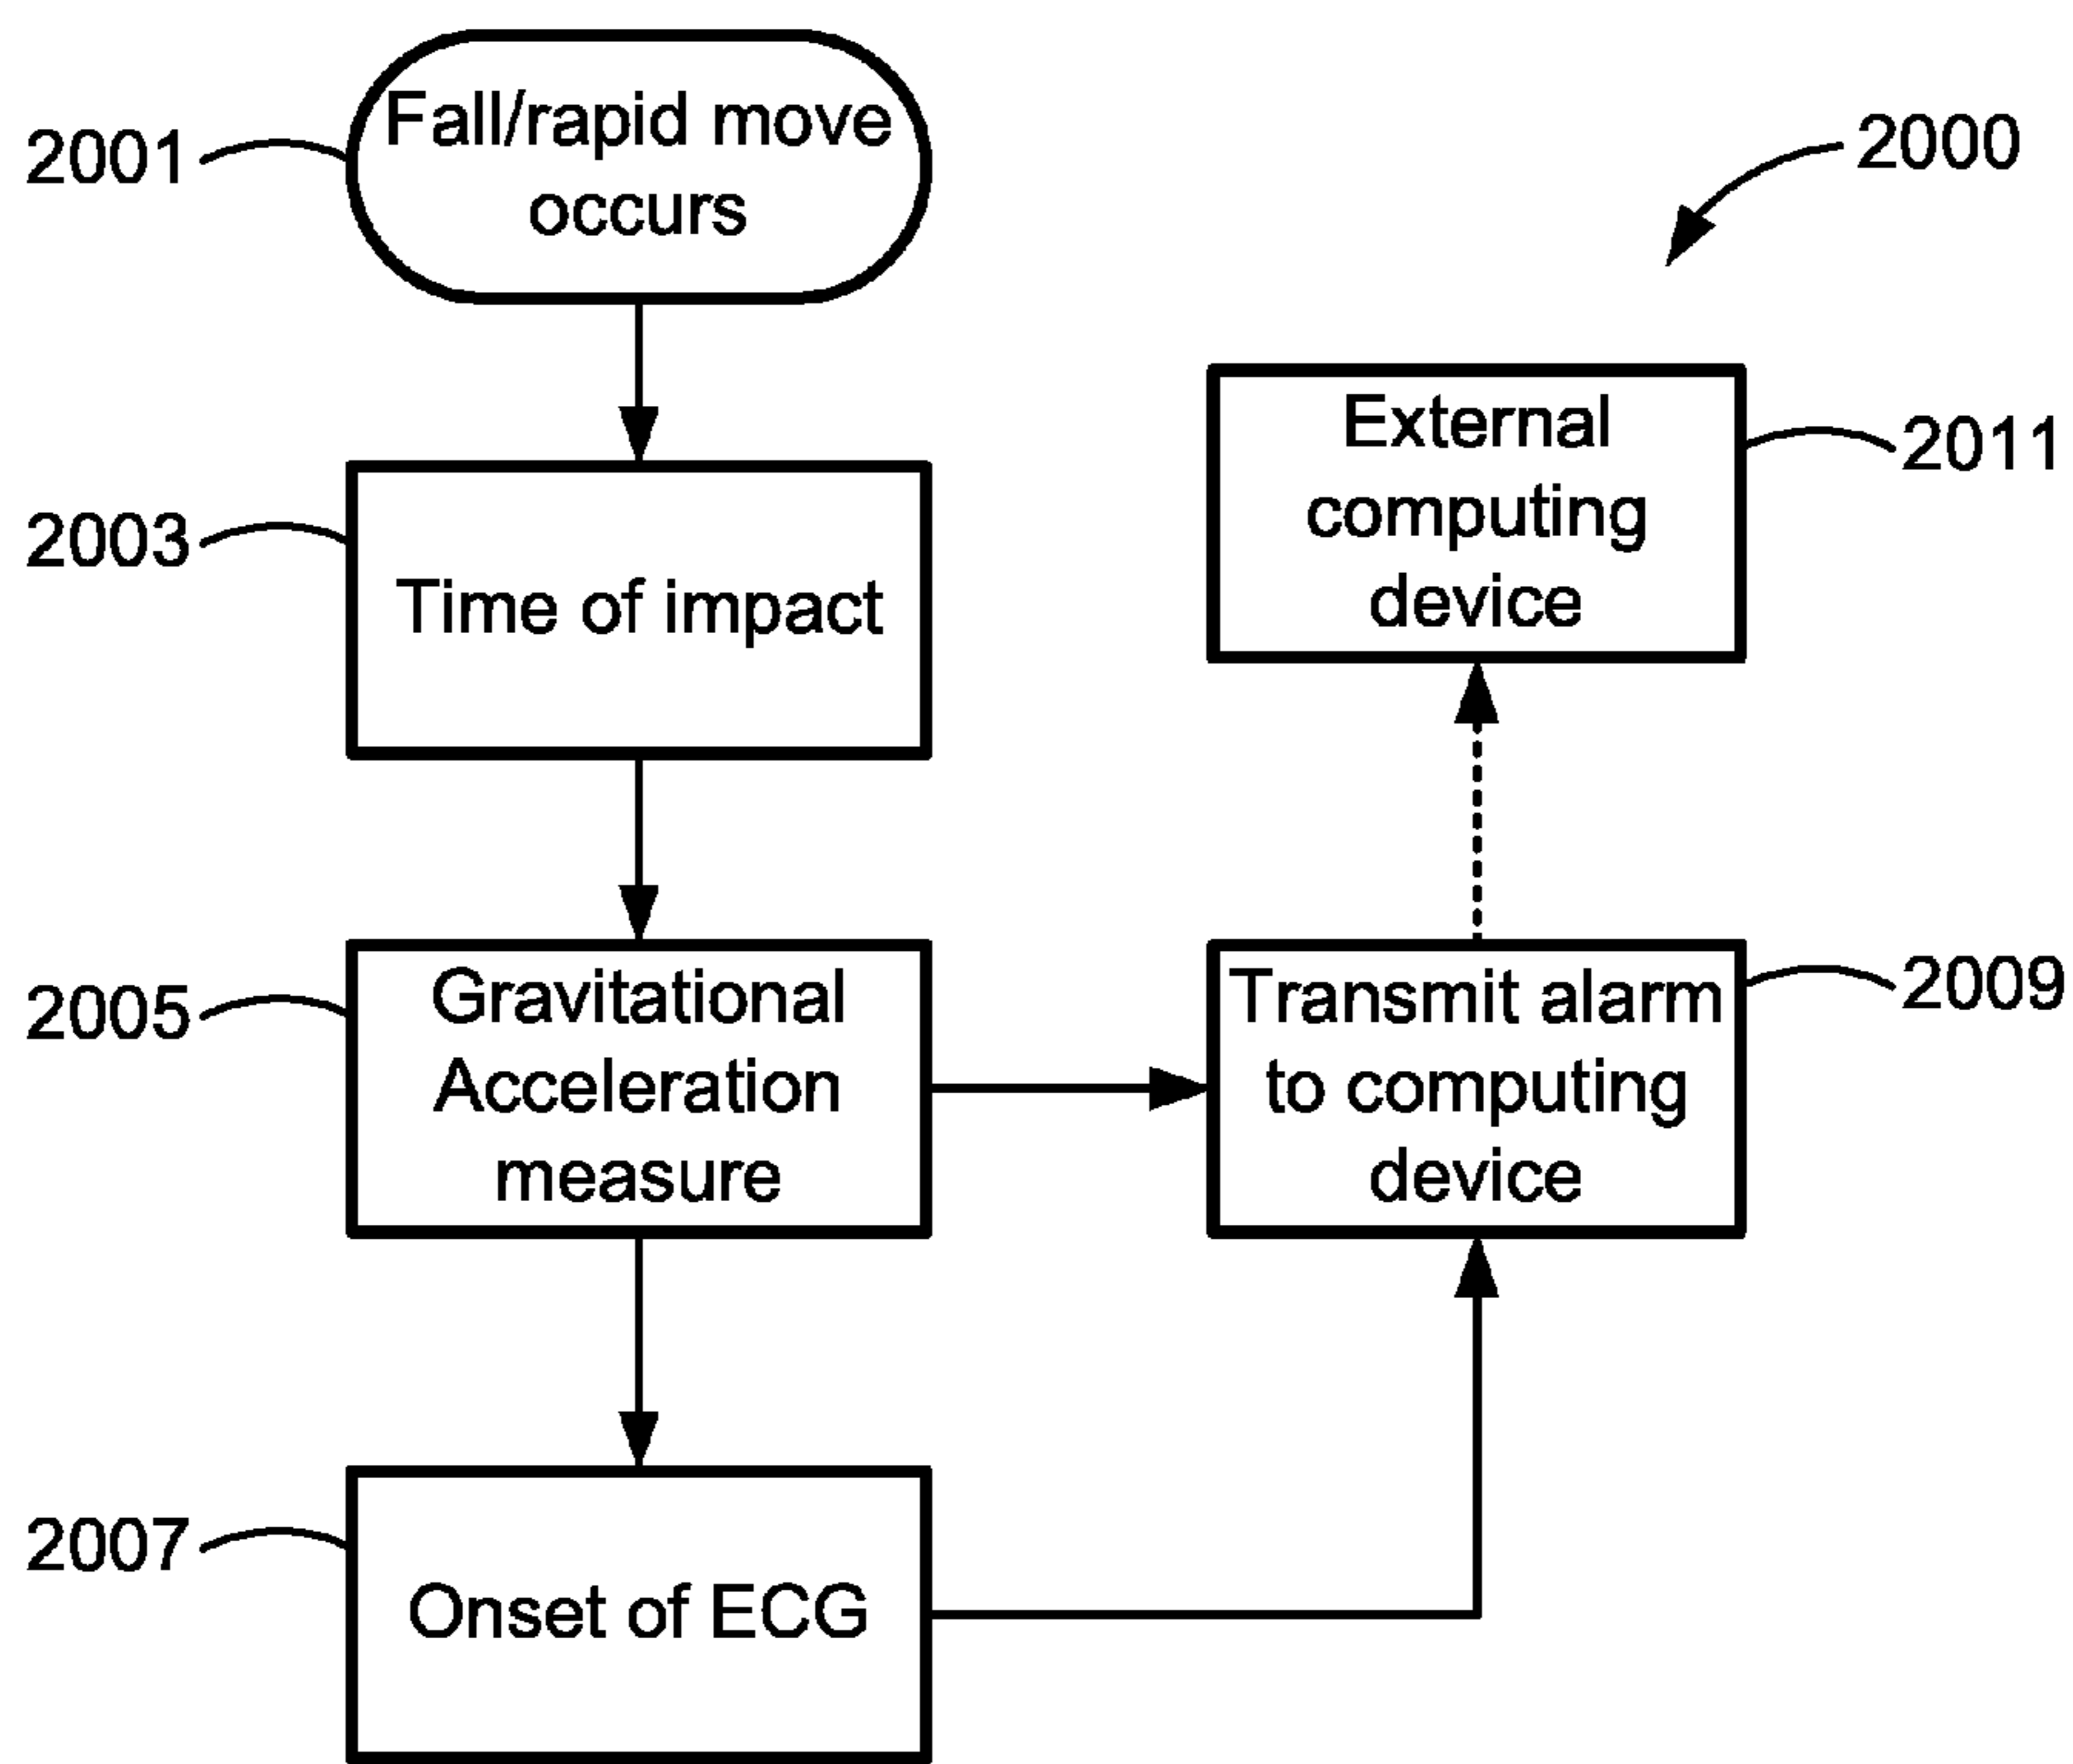 2001
Fall/rapid move
occurs
2000
2003
Time of impact
External
computing
device
2011
2005
Gravitational
Acceleration
measure
Transmit alarm
to computing
device
2009
2007
Onset of ECG